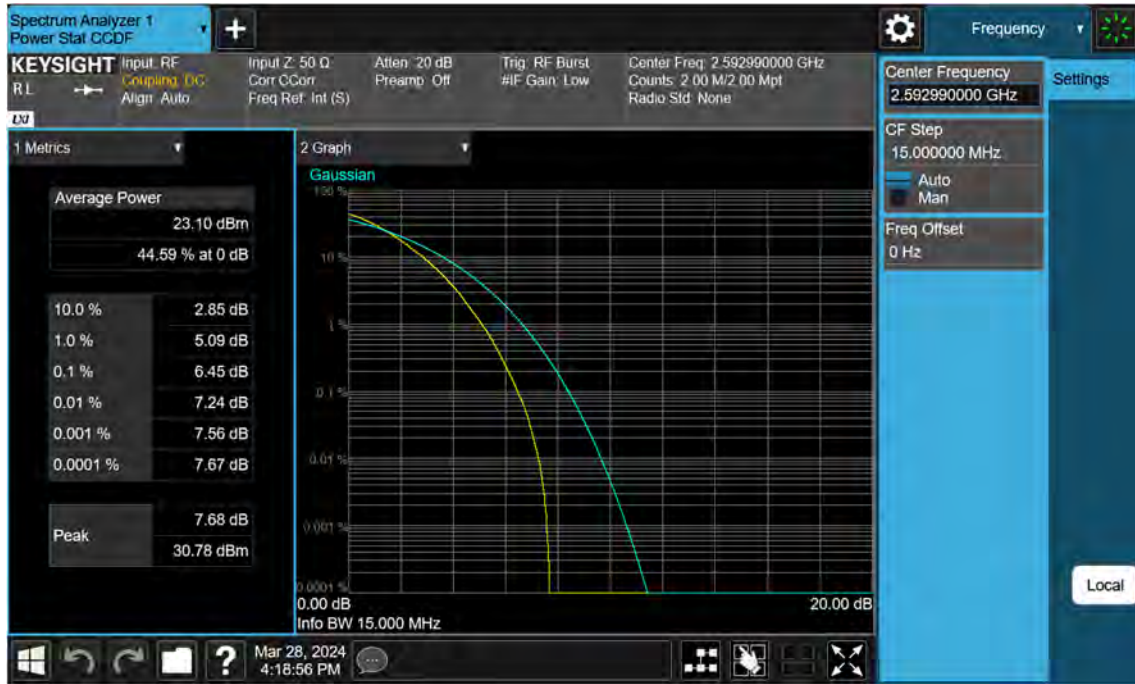 Spectrum Analyzer 1
Power Stat CCDF
+
Frequency
KEYSIGHT
RL
LXI
Input: RF
Coupling: DC
Align: Auto
Input Z: 50 Ω
Corr CCorr
Freq Ref: Int (S)
Atten: 20 dB
Preamp: Off
Trig: RF Burst
#IF Gain: Low
Center Freq: 2.592990000 GHz
Counts: 2.00 M/2.00 Mpt
Radio Std: None
Center Frequency
2.592990000 GHz
Settings
CF Step
15.000000 MHz
Auto
Man
Freq Offset
0 Hz
Local
1 Metrics
Average Power
23.10 dBm
44.59 % at 0 dB
10.0 % 2.85 dB
1.0 % 5.09 dB
0.1 % 6.45 dB
0.01 % 7.24 dB
0.001 % 7.56 dB
0.0001 % 7.67 dB
Peak
7.68 dB
30.78 dBm
2 Graph
Gaussian
100 %
10 %
1 %
0.1 %
0.01 %
0.001 %
0.0001 %
0.00 dB 20.00 dB
Info BW 15.000 MHz
?
Mar 28, 2024
4:18:56 PM